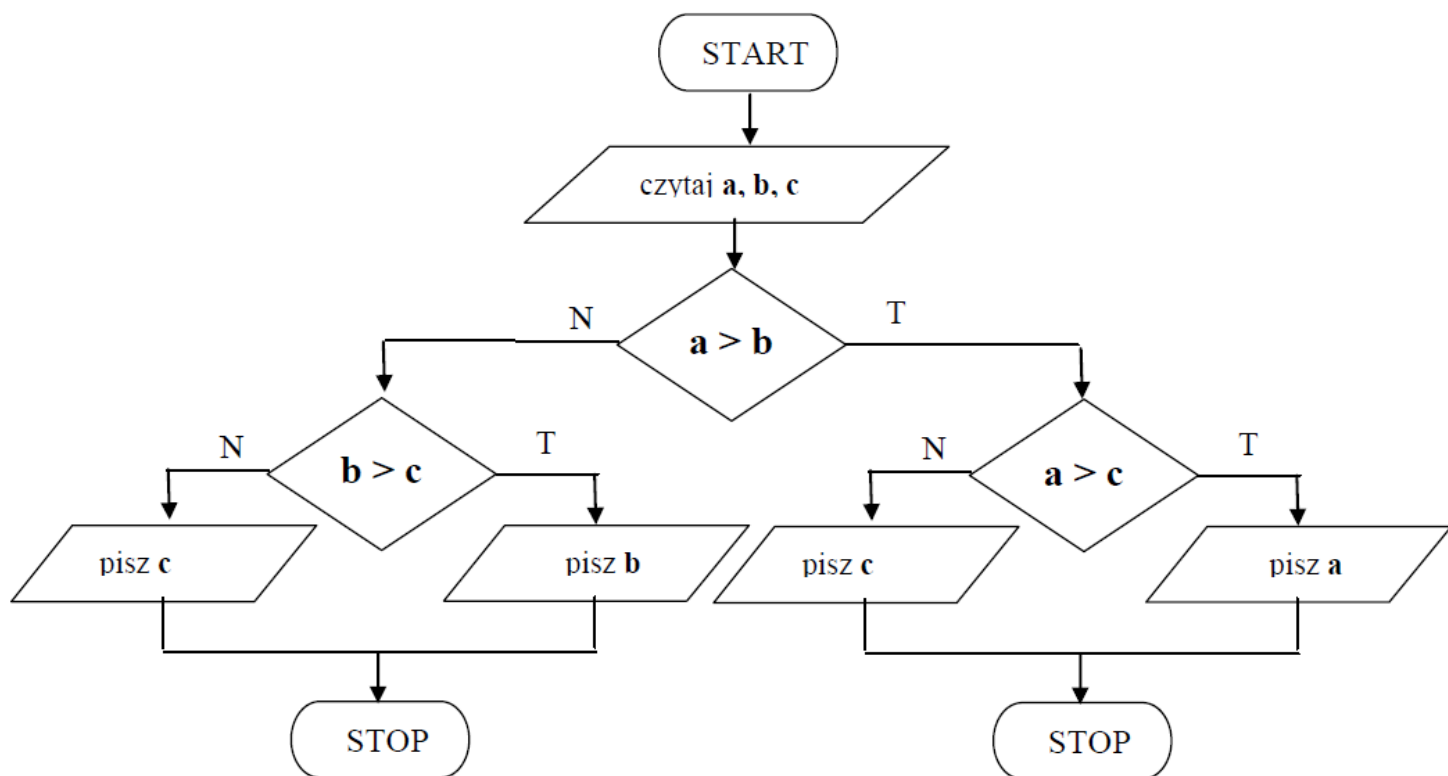 START
czytaj a, b, c
N
T
a > b
N
T
b > c
N
T
a > c
pisz c
pisz b
pisz c
pisz a
STOP
STOP